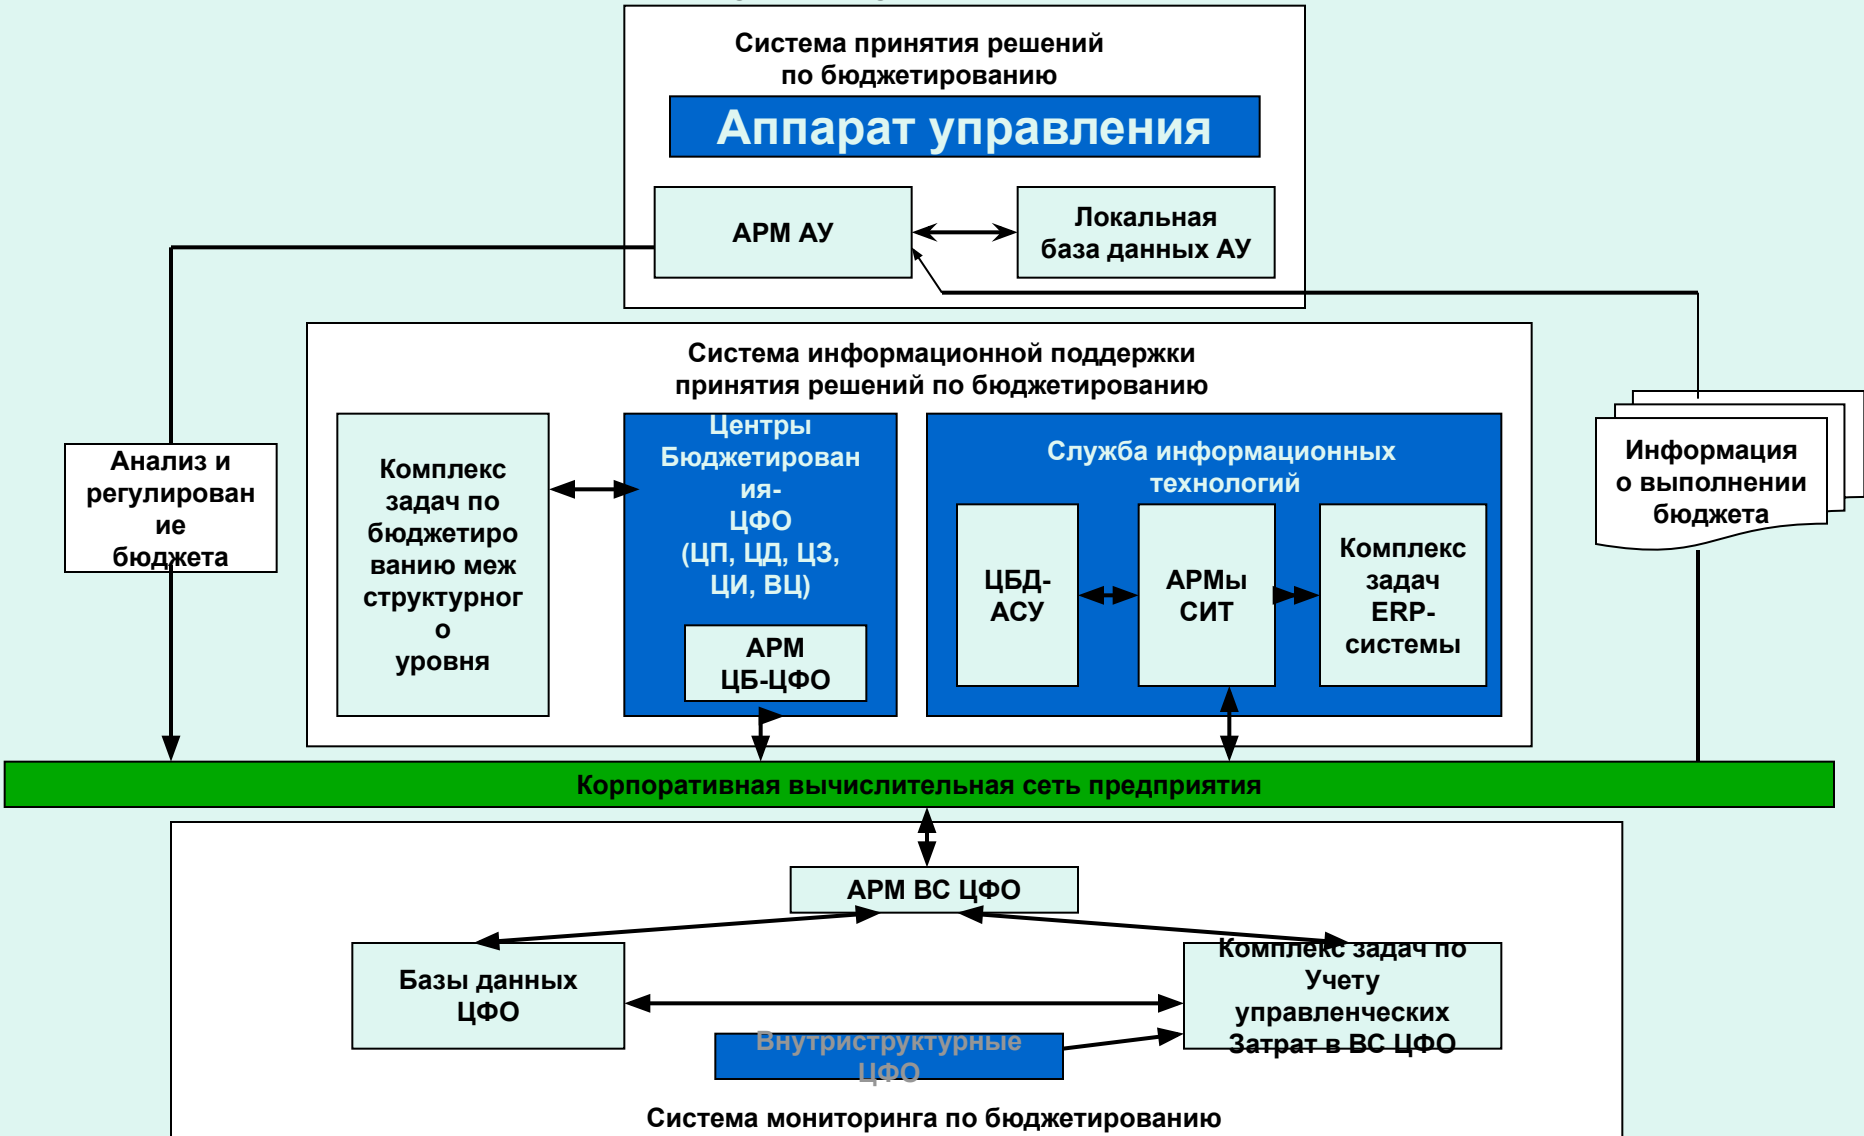 Система принятия решений
по бюджетированию
Аппарат управления
АРМ АУ
Локальная
база данных АУ
Система информационной поддержки
принятия решений по бюджетированию
Анализ и
регулирован
ие
бюджета
Комплекс
задач по
бюджетиро
ванию меж
структурног
о
уровня
Центры
Бюджетирован
ия-
ЦФО
(ЦП, ЦД, ЦЗ,
ЦИ, ВЦ)
АРМ
ЦБ-ЦФО
Служба информационных
технологий
ЦБД-
АСУ
АРМы
СИТ
Комплекс
задач
ERP-
системы
Информация
о выполнении
бюджета
Корпоративная вычислительная сеть предприятия
АРМ ВС ЦФО
Базы данных
ЦФО
Комплекс задач по
Учету
управленческих
Затрат в ВС ЦФО
Внутриструктурные
ЦФО
Система мониторинга по бюджетированию